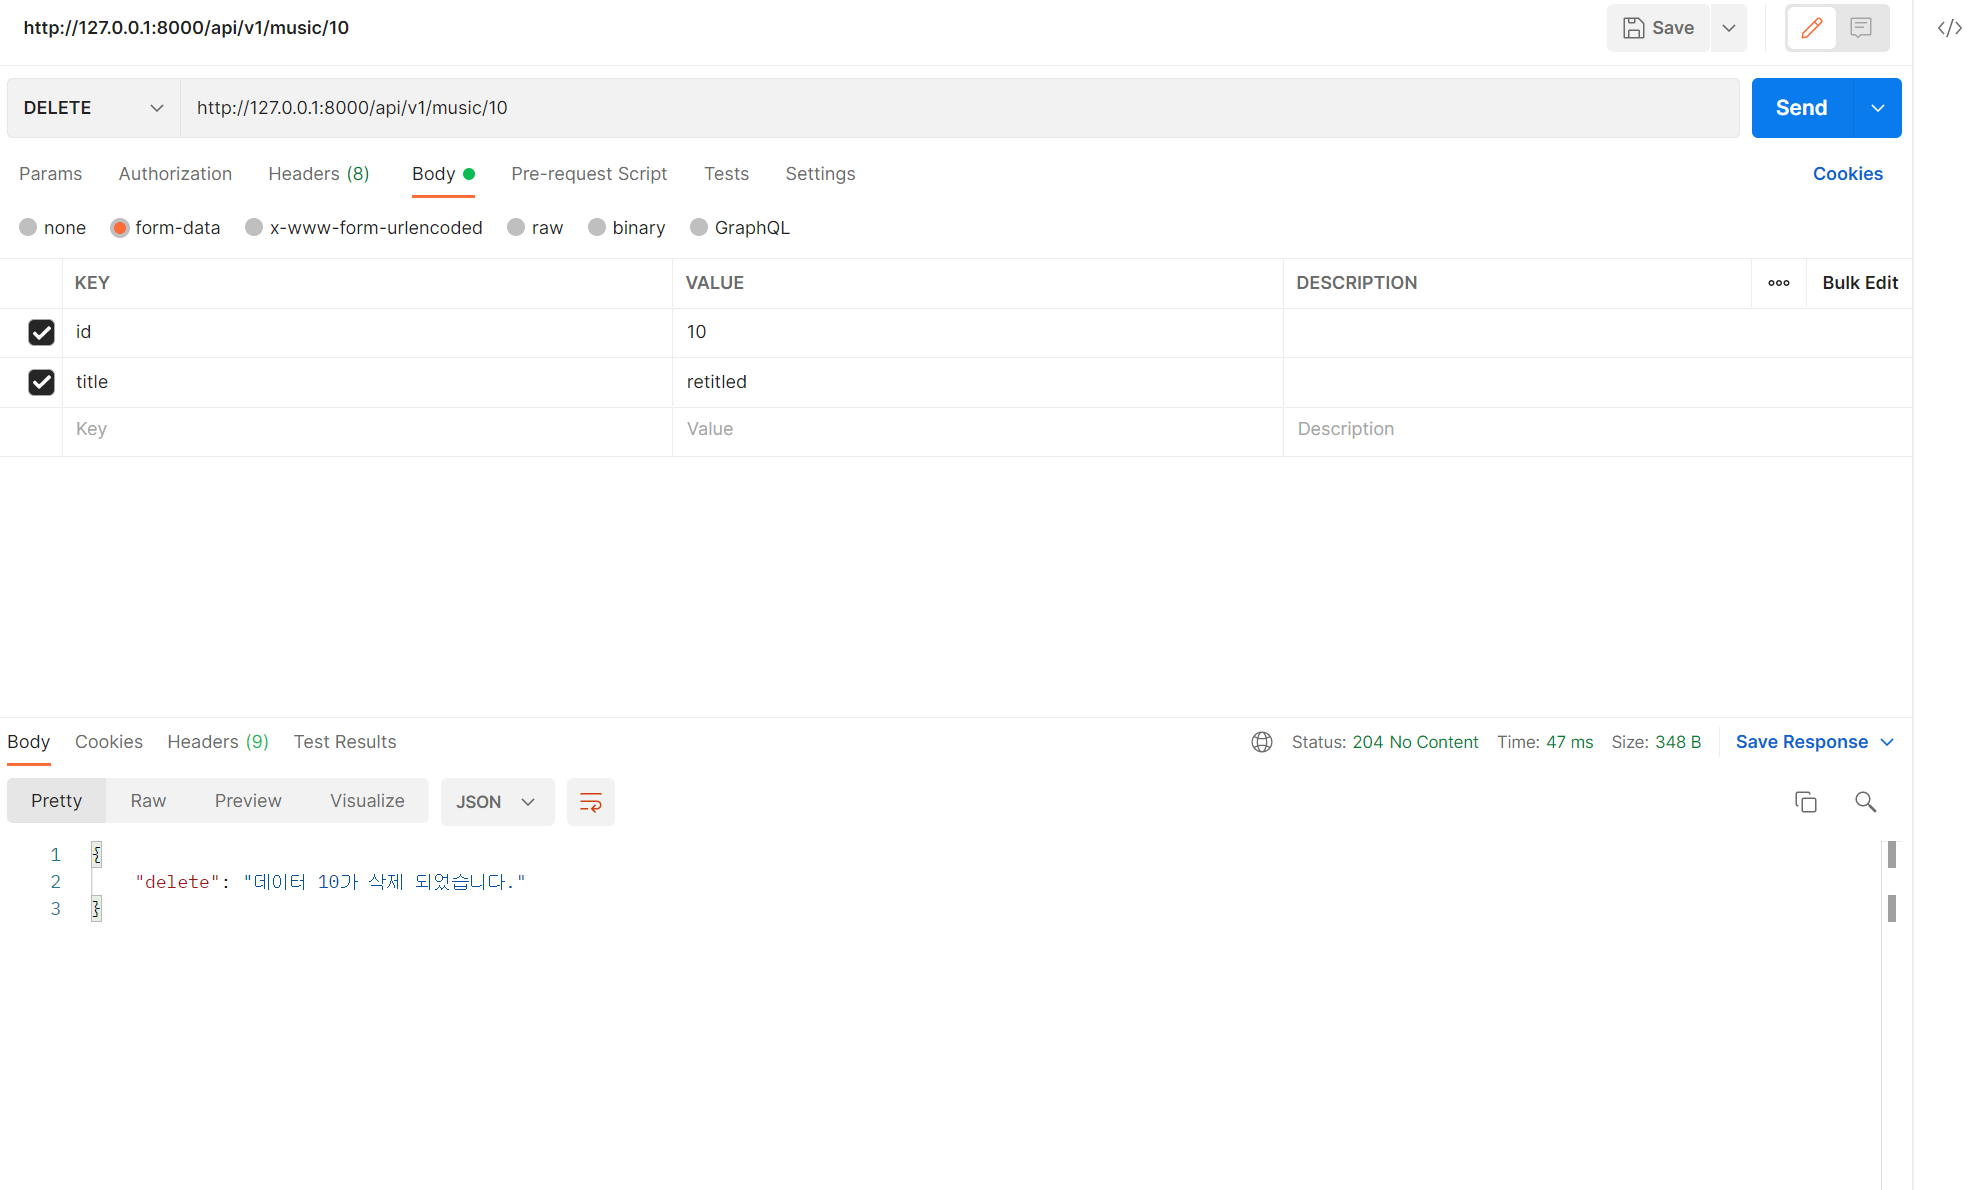 http://127.0.0.1:8000/api/v1/music/10
Save
</>
DELETE http://127.0.0.1:8000/api/v1/music/10 Send
Params Authorization Headers (8) Body Pre-request Script Tests Settings Cookies
none form-data x-www-form-urlencoded raw binary GraphQL
KEY VALUE DESCRIPTION Bulk Edit
id 10
title retitled
Key Value Description
Body Cookies Headers (9) Test Results Status: 204 No Content Time: 47 ms Size: 348 B Save Response
Pretty Raw Preview Visualize JSON
1 {
2 "delete": "데이터 10가 삭제 되었습니다."
3 }